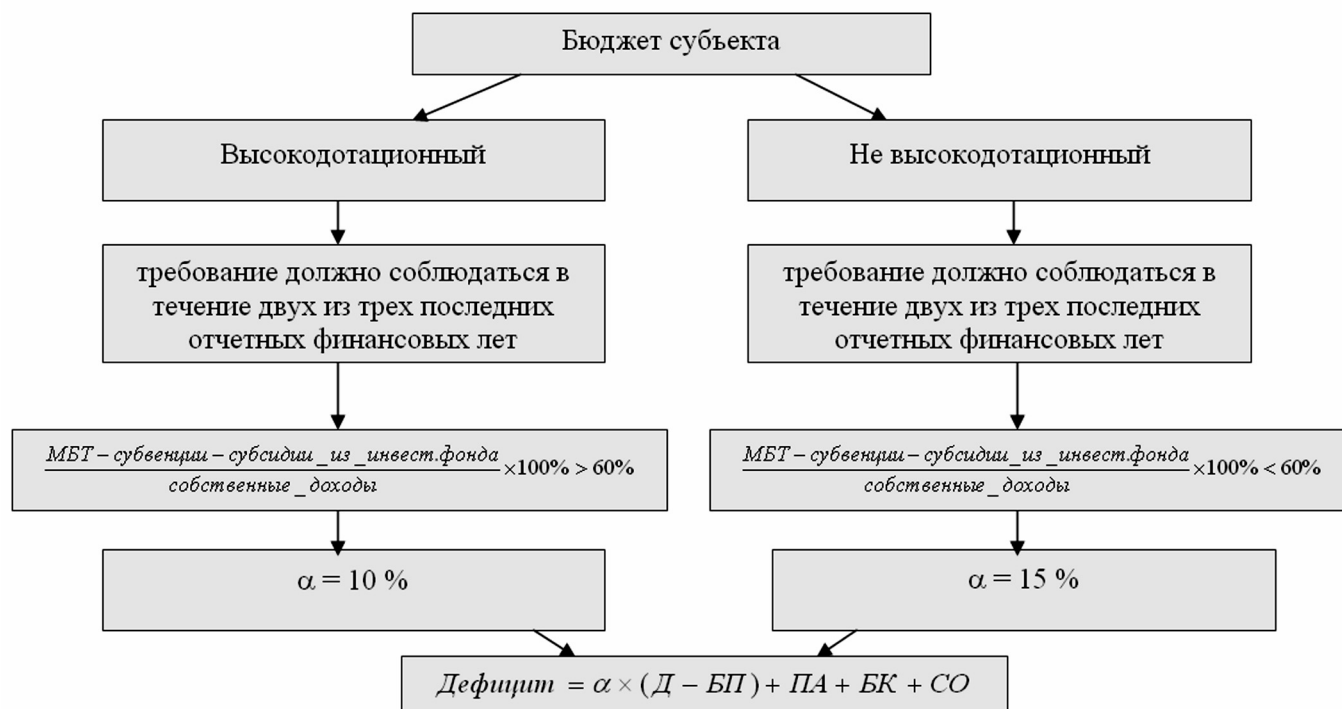 Бюджет субъекта
Высокодотационный
Не высокодотационный
требование должно соблюдаться в
течение двух из трех последних
отчетных финансовых лет
требование должно соблюдаться в
течение двух из трех последних
отчетных финансовых лет
МБТ – субвенции – субсидии_из_инвест.фонда
собственные_доходы
×100% > 60%
МБТ – субвенции – субсидии_из_инвест.фонда
собственные_доходы
×100% < 60%
α = 10 %
α = 15 %
Дефицит = α × (Д – БП) + ПА + БК + СО